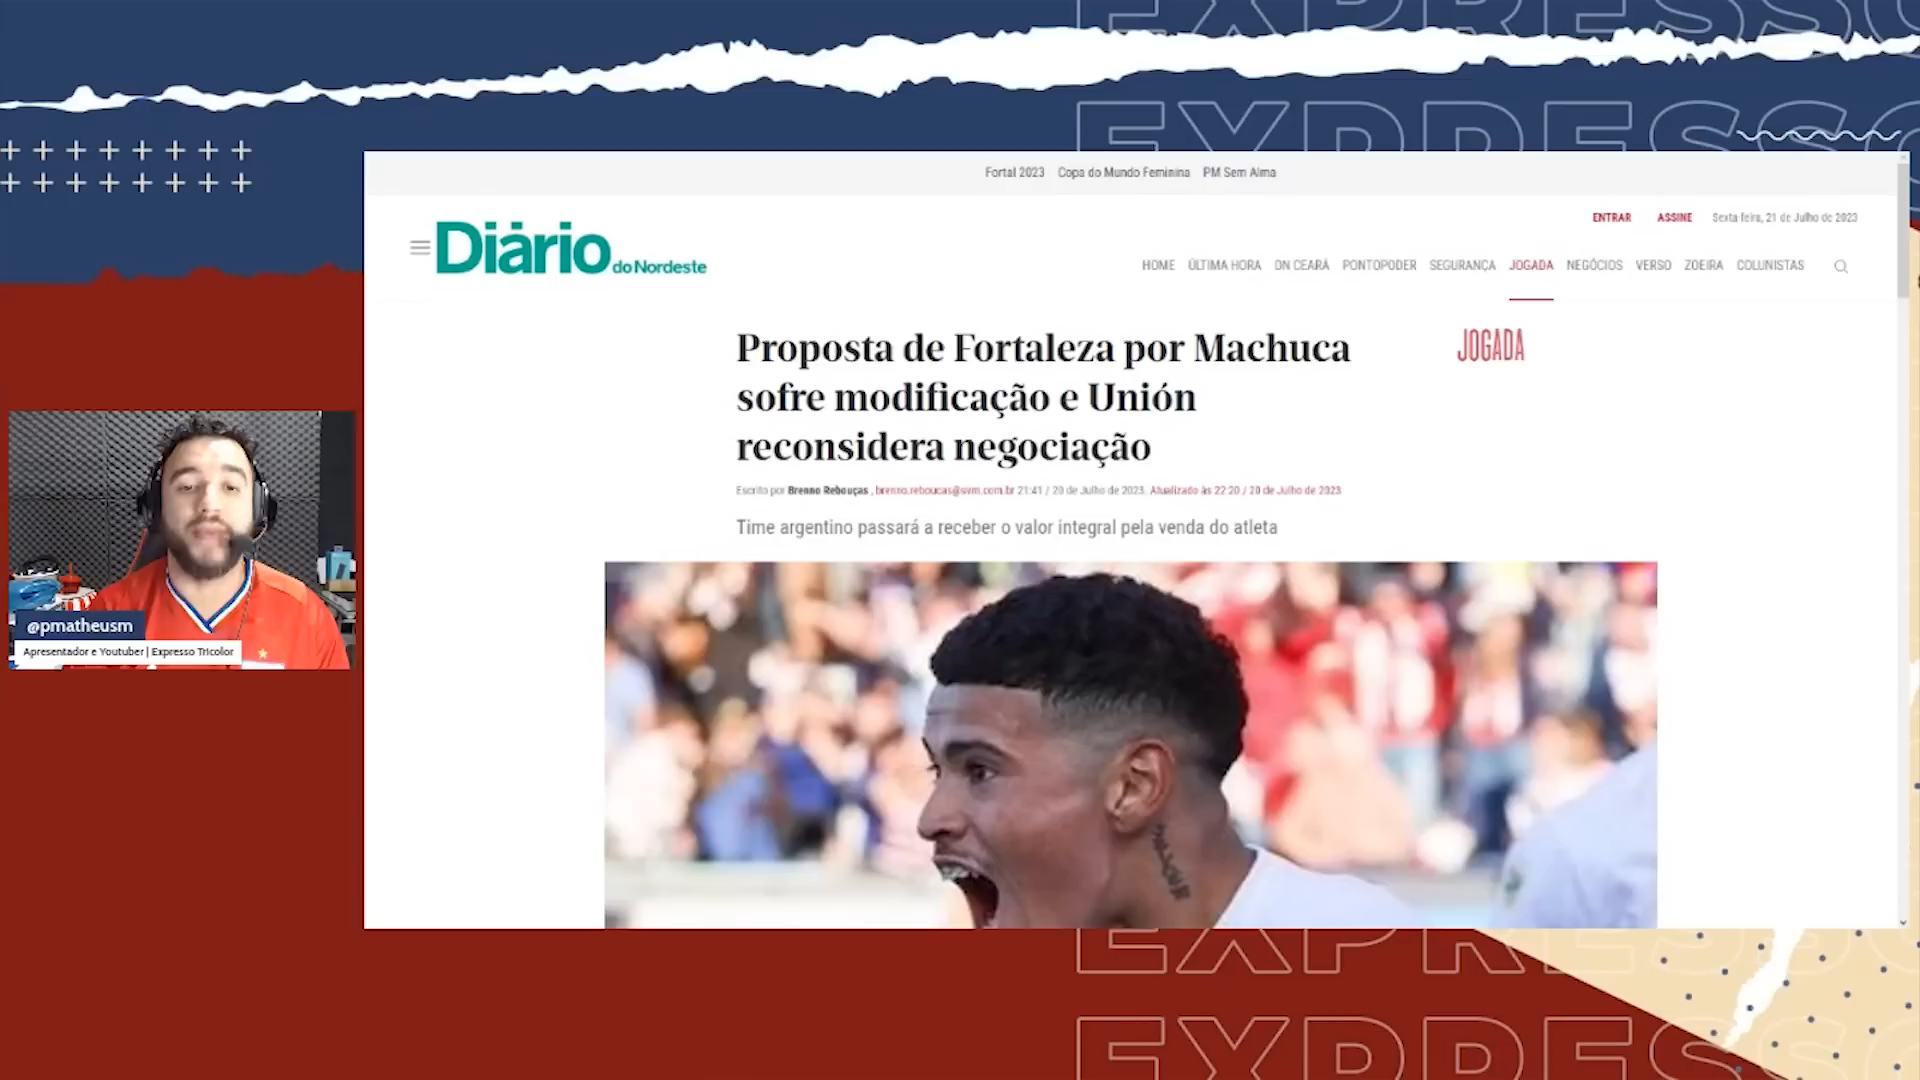 EXPRESSO
EXPRESSO
Fortal 2023 Copa do Mundo Feminina PM Sem Alma
ENTRAR ASSINE Sexta-feira, 21 de Julho de 2023
Diário do Nordeste
HOME ÚLTIMA HORA ON CEARÁ PONTOPODER SEGURANÇA JOGADA NEGÓCIOS VERSO ZOEIRA COLUNISTAS
Proposta de Fortaleza por Machuca
sofre modificação e Unión
reconsidera negociação
JOGADA
Escrito por Brenno Rebouças , brenno.reboucas@svm.com.br 21:41 / 20 de Julho de 2023. Atualizado às 22:20 / 20 de Julho de 2023
Time argentino passará a receber o valor integral pela venda do atleta
@pmatheusm
Apresentador e Youtuber | Expresso Tricolor
EXPRESSO
EXPRESSO